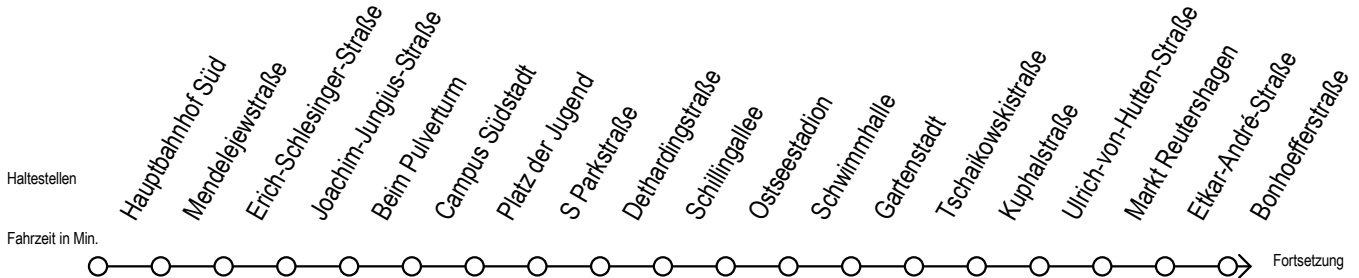 Haltestellen
Hauptbahnhof Süd
Mendelejewstraße
Erich-Schlesinger-Straße
Joachim-Jungius-Straße
Beim Pulverturm
Campus Südstadt
Platz der Jugend
S Parkstraße
Dethardingstraße
Schillingallee
Ostseestadion
Schwimmhalle
Gartenstadt
Tschaikowskistraße
Kuphalstraße
Ulrich-von-Hutten-Straße
Markt Reutershagen
Etkar-André-Straße
Bonhoefferstraße
Fahrzeit in Min.
Fortsetzung